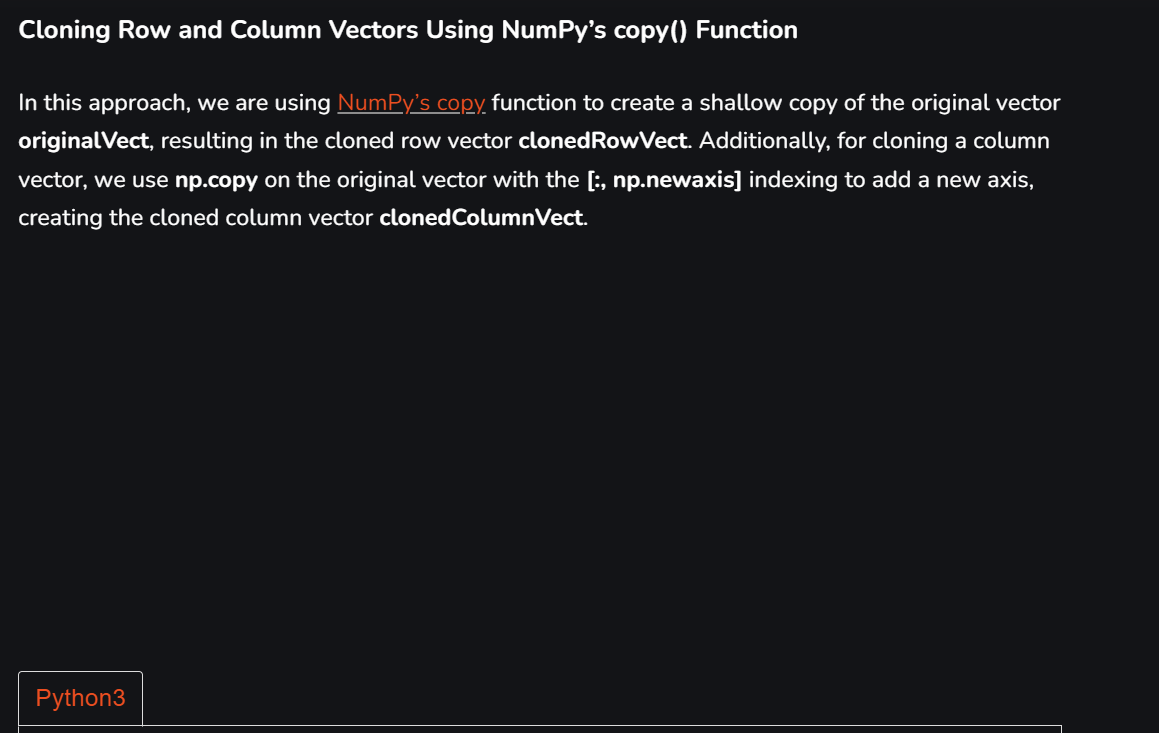 Cloning Row and Column Vectors Using NumPy’s copy() Function
In this approach, we are using NumPy’s copy function to create a shallow copy of the original vector
originalVect, resulting in the cloned row vector clonedRowVect. Additionally, for cloning a column
vector, we use np.copy on the original vector with the [:, np.newaxis] indexing to add a new axis,
creating the cloned column vector clonedColumnVect.
Python3